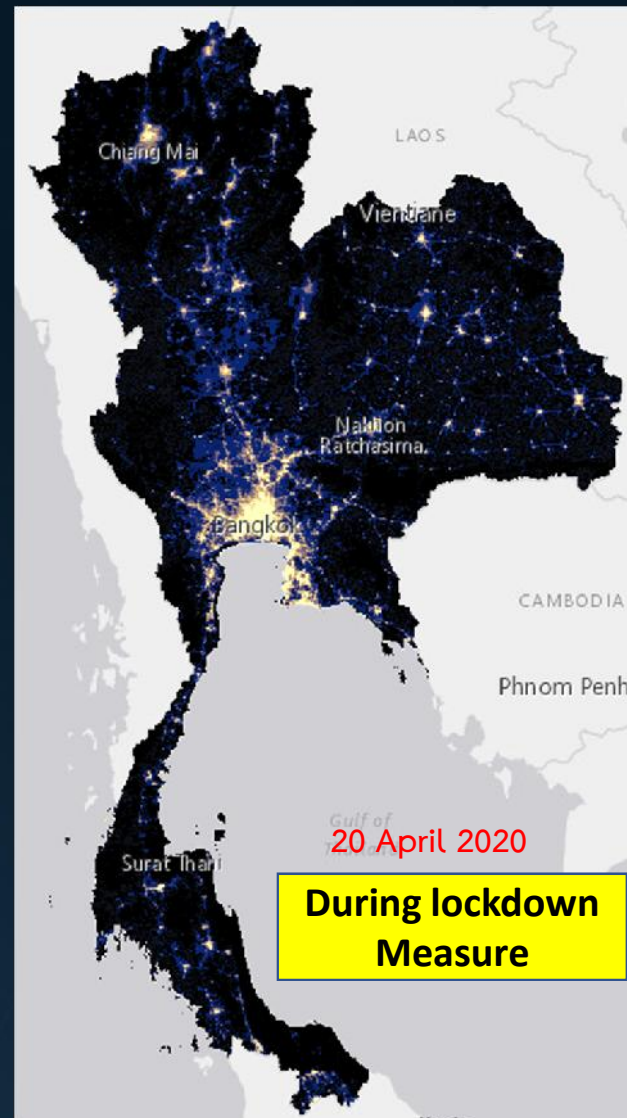 LAOS
Chiang Mai
Vientiane
Nakhon
Ratchasima.
Bangkok
CAMBODIA
Phnom Penh
Gulf of
Thailand
20 April 2020
Surat Thani
During lockdown
Measure